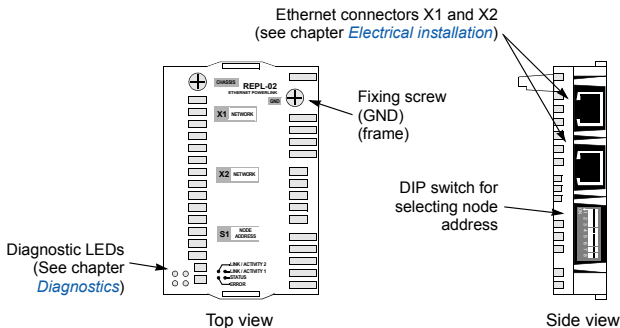 Ethernet connectors X1 and X2
(see chapter Electrical installation)
CHASSIS
REPL-02
ETHERNET POWERLINK
GND
X1 NETWORK
Fixing screw
(GND)
(frame)
X2 NETWORK
DIP switch for
selecting node
address
S1 NODE
ADDRESS
Diagnostic LEDs
(See chapter
Diagnostics)
LINK / ACTIVITY 2
LINK / ACTIVITY 1
STATUS
ERROR
Top view
Side view